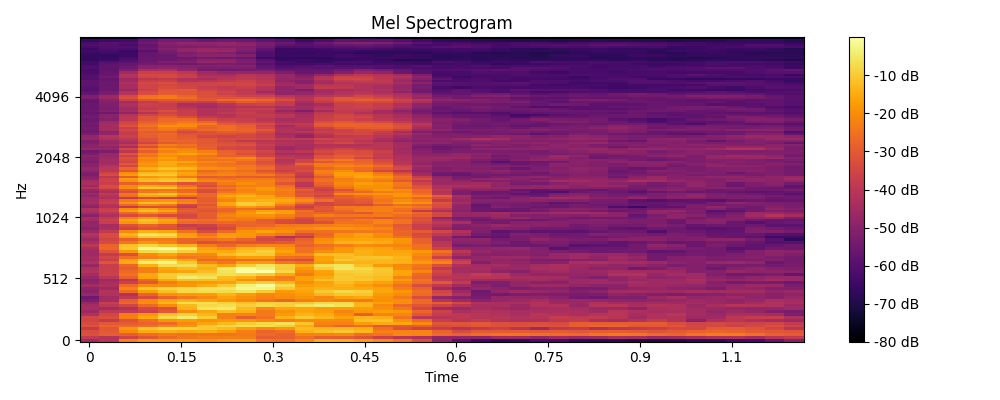 Mel Spectrogram
Hz
4096
2048
1024
512
0
0 0.15 0.3 0.45 0.6 0.75 0.9 1.1
Time
-10 dB
-20 dB
-30 dB
-40 dB
-50 dB
-60 dB
-70 dB
-80 dB